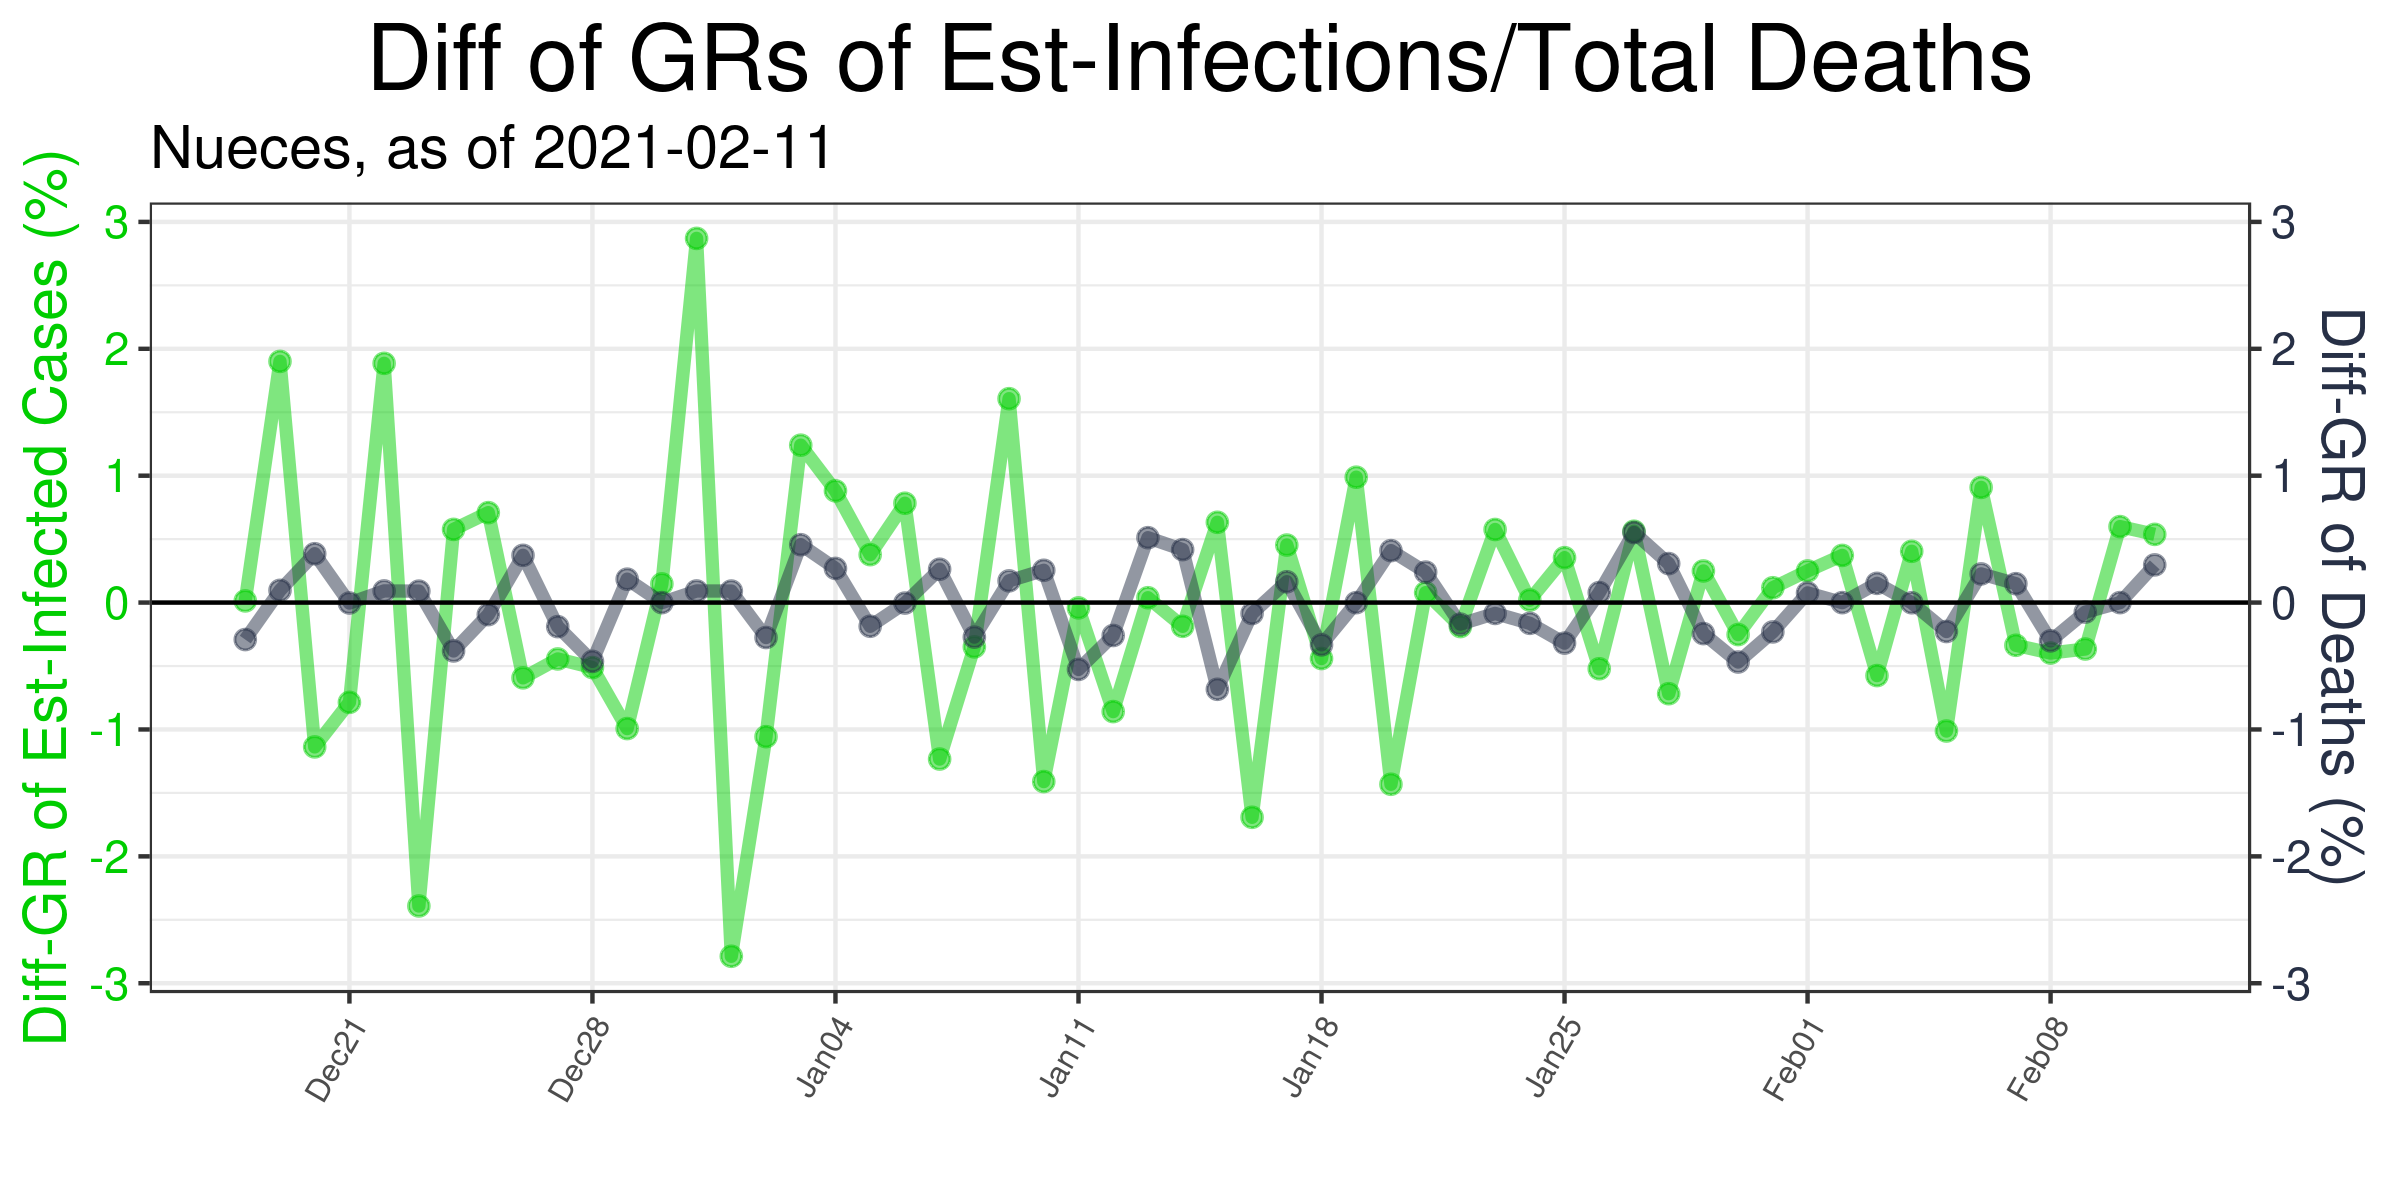 Diff of GRs of Est-Infections/Total Deaths
Nueces, as of 2021-02-11
Diff-GR of Est-Infected Cases (%)
3
2
1
0
-1
-2
-3
3
2
1
0
-1
-2
-3
Diff-GR of Deaths (%)
Dec21
Dec28
Jan04
Jan11
Jan18
Jan25
Feb01
Feb08